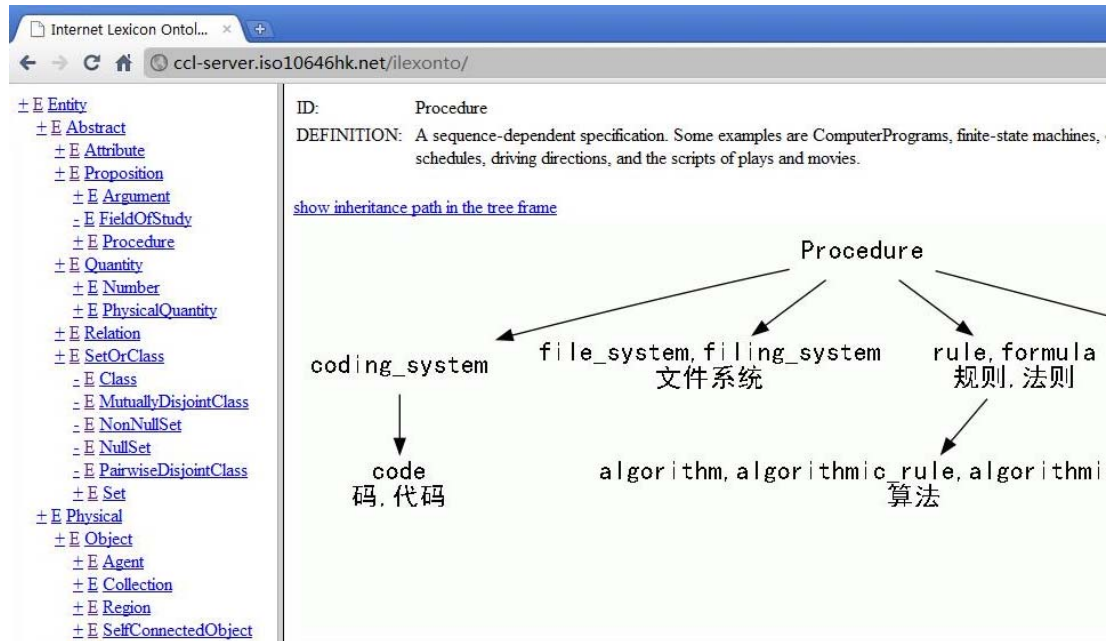 Internet Lexicon Ontol...
ccl-server.iso10646hk.net/ilexonto/
+ E Entity
+ E Abstract
+ E Attribute
+ E Proposition
+ E Argument
- E FieldOfStudy
+ E Procedure
+ E Quantity
+ E Number
+ E PhysicalQuantity
+ E Relation
+ E SetOrClass
- E Class
- E MutuallyDisjointClass
- E NonNullSet
- E NullSet
- E PairwiseDisjointClass
+ E Set
+ E Physical
+ E Object
+ E Agent
+ E Collection
+ E Region
+ E SelfConnectedObject
ID: Procedure
DEFINITION: A sequence-dependent specification. Some examples are ComputerPrograms, finite-state machines,
schedules, driving directions, and the scripts of plays and movies.
show inheritance path in the tree frame
Procedure
coding_system
file_system,filing_system
文件系统
rule,formula
规则,法则
code
码,代码
algorithm,algorithmic_rule,algorithmi
算法